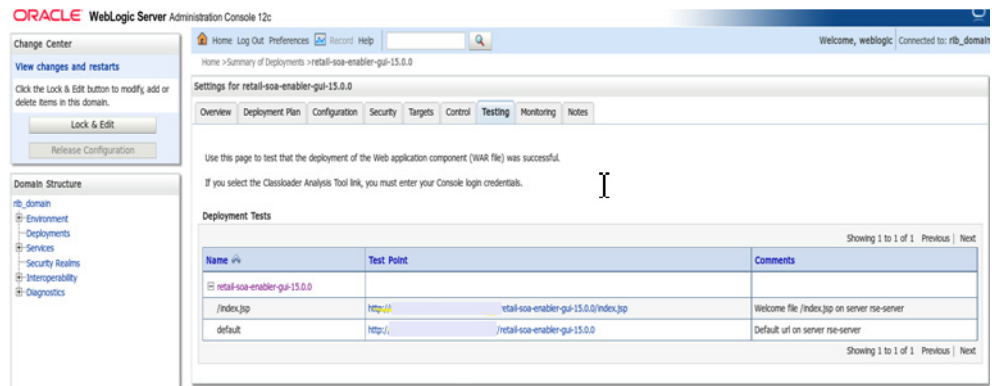 ORACLE WebLogic Server Administration Console 12c
Change Center
View changes and restarts
Click the Lock & Edit button to modify, add or
delete items in this domain.
Lock & Edit
Release Configuration
Domain Structure
rib_domain
Environment
Deployments
Services
Security Realms
Interoperability
Diagnostics
Home Log Out Preferences Record Help
Welcome, weblogic Connected to: rib_domain
Home >Summary of Deployments >retail-soa-enabler-gui-15.0.0
Settings for retail-soa-enabler-gui-15.0.0
Overview Deployment Plan Configuration Security Targets Control Testing Monitoring Notes
Use this page to test that the deployment of the Web application component (WAR file) was successful.
If you select the Classloader Analysis Tool link, you must enter your Console login credentials.
Deployment Tests
Showing 1 to 1 of 1 Previous | Next
Name Test Point Comments
retail-soa-enabler-gui-15.0.0
/index.jsp http:// retail-soa-enabler-gui-15.0.0/index.jsp Welcome file /index.jsp on server rse-server
default http:/ /retail-soa-enabler-gui-15.0.0 Default url on server rse-server
Showing 1 to 1 of 1 Previous | Next